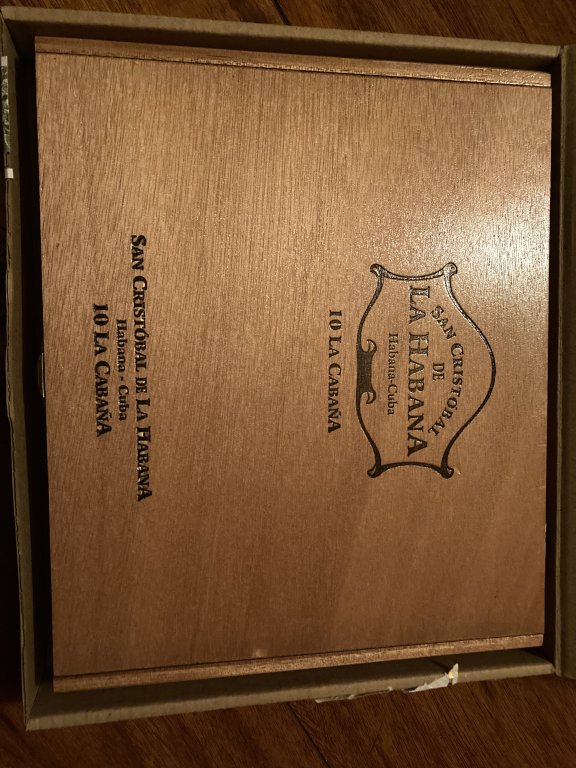 SAN CRISTÓBAL
DE
LA HABANA
Habana-Cuba
10 LA CABAÑA
SAN CRISTÓBAL DE LA HABANA
Habana - Cuba
10 LA CABAÑA